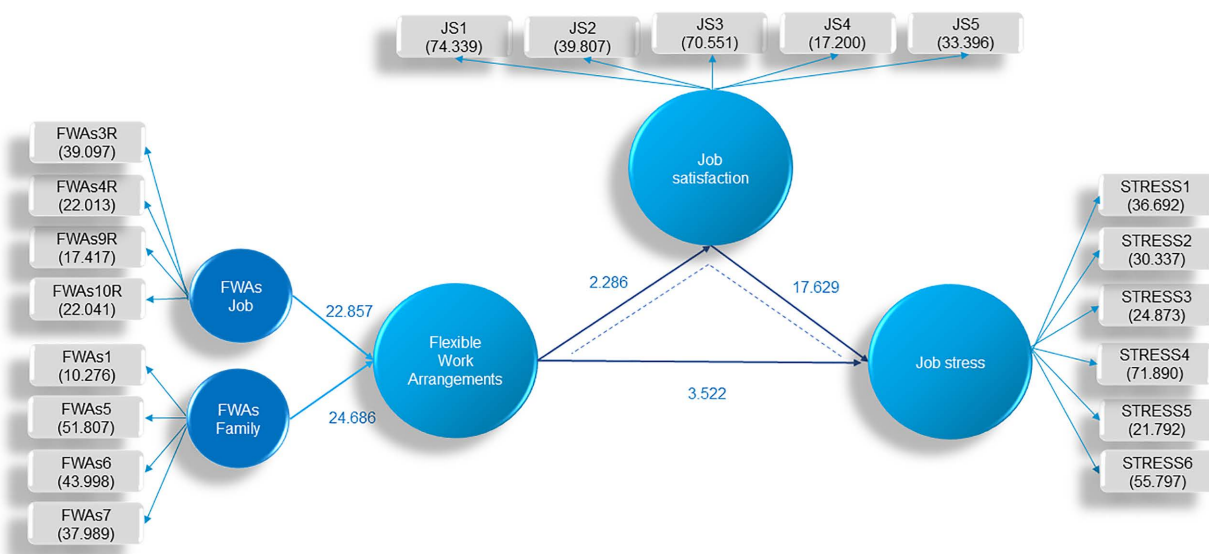 JS1
(74.339)
JS2
(39.807)
JS3
(70.551)
JS4
(17.200)
JS5
(33.396)
FWAs3R
(39.097)
FWAs4R
(22.013)
FWAs9R
(17.417)
FWAs10R
(22.041)
FWAs1
(10.276)
FWAs5
(51.807)
FWAs6
(43.998)
FWAs7
(37.989)
FWAs
Job
FWAs
Family
22.857
24.686
Flexible
Work
Arrangements
2.286
Job
satisfaction
17.629
3.522
Job stress
STRESS1
(36.692)
STRESS2
(30.337)
STRESS3
(24.873)
STRESS4
(71.890)
STRESS5
(21.792)
STRESS6
(55.797)